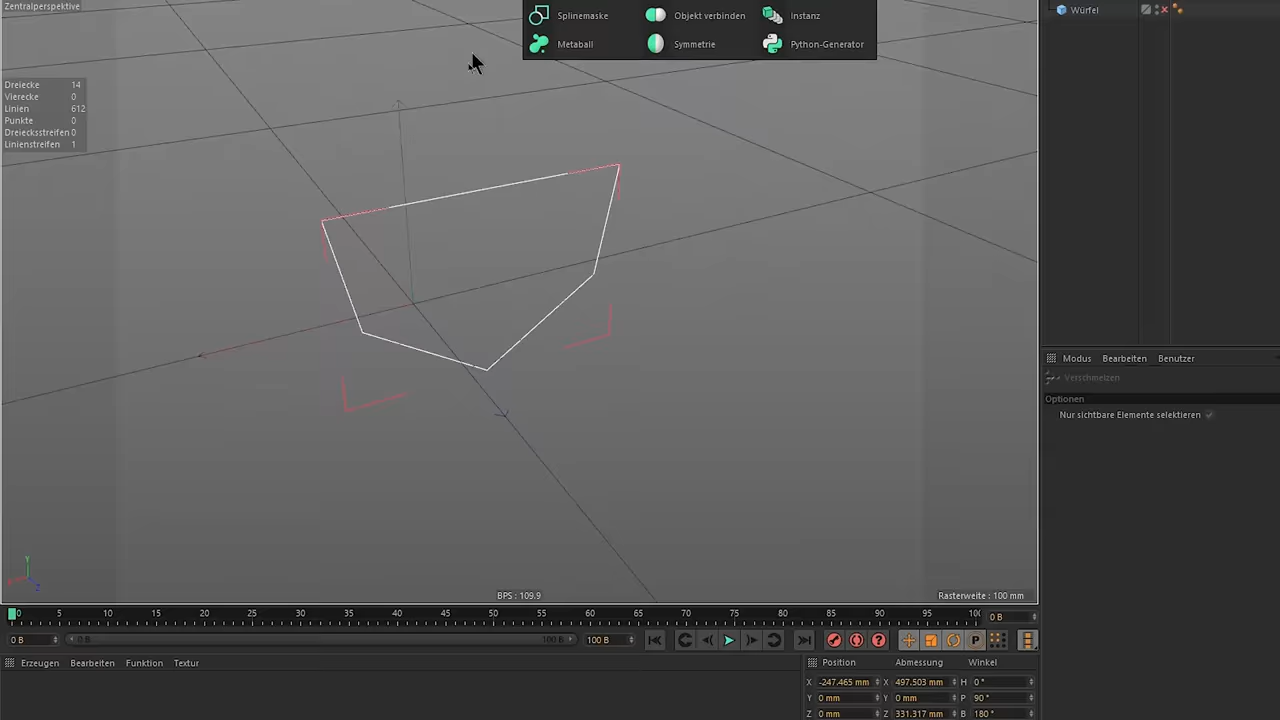 Zentralperspektive
Splinemaske Objekt verbinden Instanz
Metaball Symmetrie Python-Generator
Würfel
Dreiecke 14
Vierecke 0
Linien 612
Punkte 0
Dreiecksstreifen 0
Linienstreifen 1
Modus Bearbeiten Benutzer
Verschmelzen
Optionen
Nur sichtbare Elemente selektieren
Y
X
Z
BPS : 109.9
Rasterweite : 100 mm
0 5 10 15 20 25 30 35 40 45 50 55 60 65 70 75 80 85 90 95 100
0 B
0 B 0 B 100 B 100 B
P
Erzeugen Bearbeiten Funktion Textur
Position Abmessung Winkel
X -247.465 mm X 497.503 mm H 0 °
Y 0 mm Y 0 mm P 90 °
Z 0 mm Z 331.317 mm B 180 °